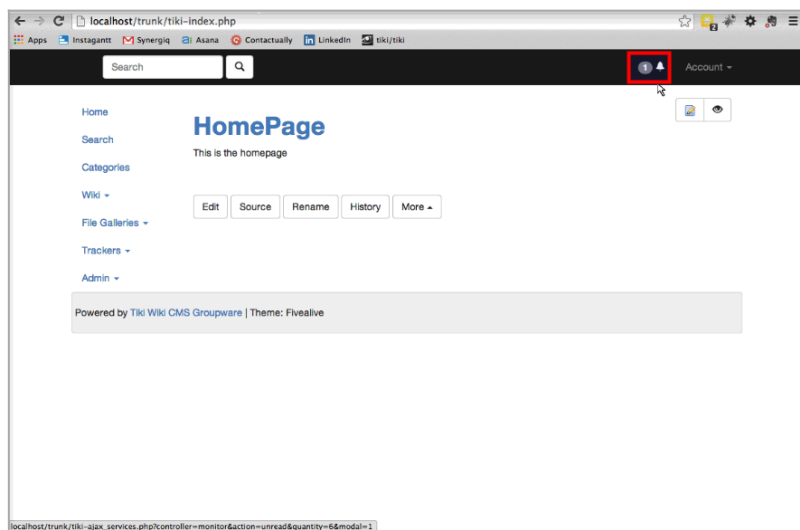 localhost/trunk/tiki-index.php
2
Apps Instagantt Synergiq Asana Contactually LinkedIn tiki/tiki
Search 1 Account
Home
Search
Categories
Wiki
File Galleries
Trackers
Admin
HomePage
This is the homepage
Edit Source Rename History More
Powered by Tiki Wiki CMS Groupware | Theme: Fivealive
localhost/trunk/tiki-ajax_services.php?controller=monitor&action=unread&quantity=6&modal=1